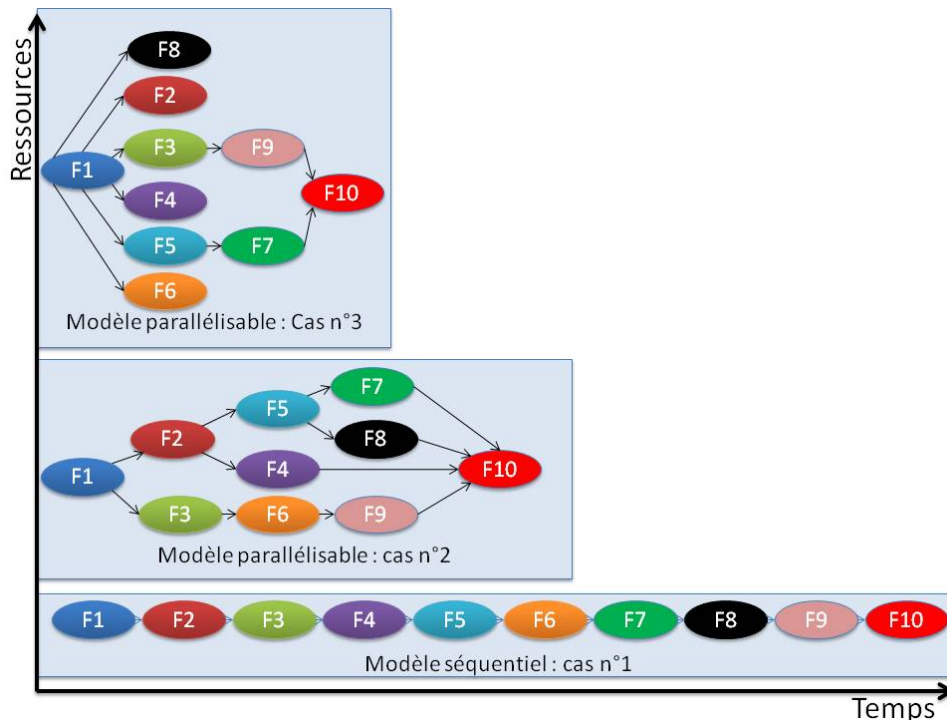 Ressources
F8
F2
F3 F9
F1
F10
F4
F5 F7
F6
Modèle parallélisable : Cas n°3
F7
F5
F2 F8
F1 F4 F10
F3 F6 F9
Modèle parallélisable : cas n°2
F1 F2 F3 F4 F5 F6 F7 F8 F9 F10
Modèle séquentiel : cas n°1
Temps